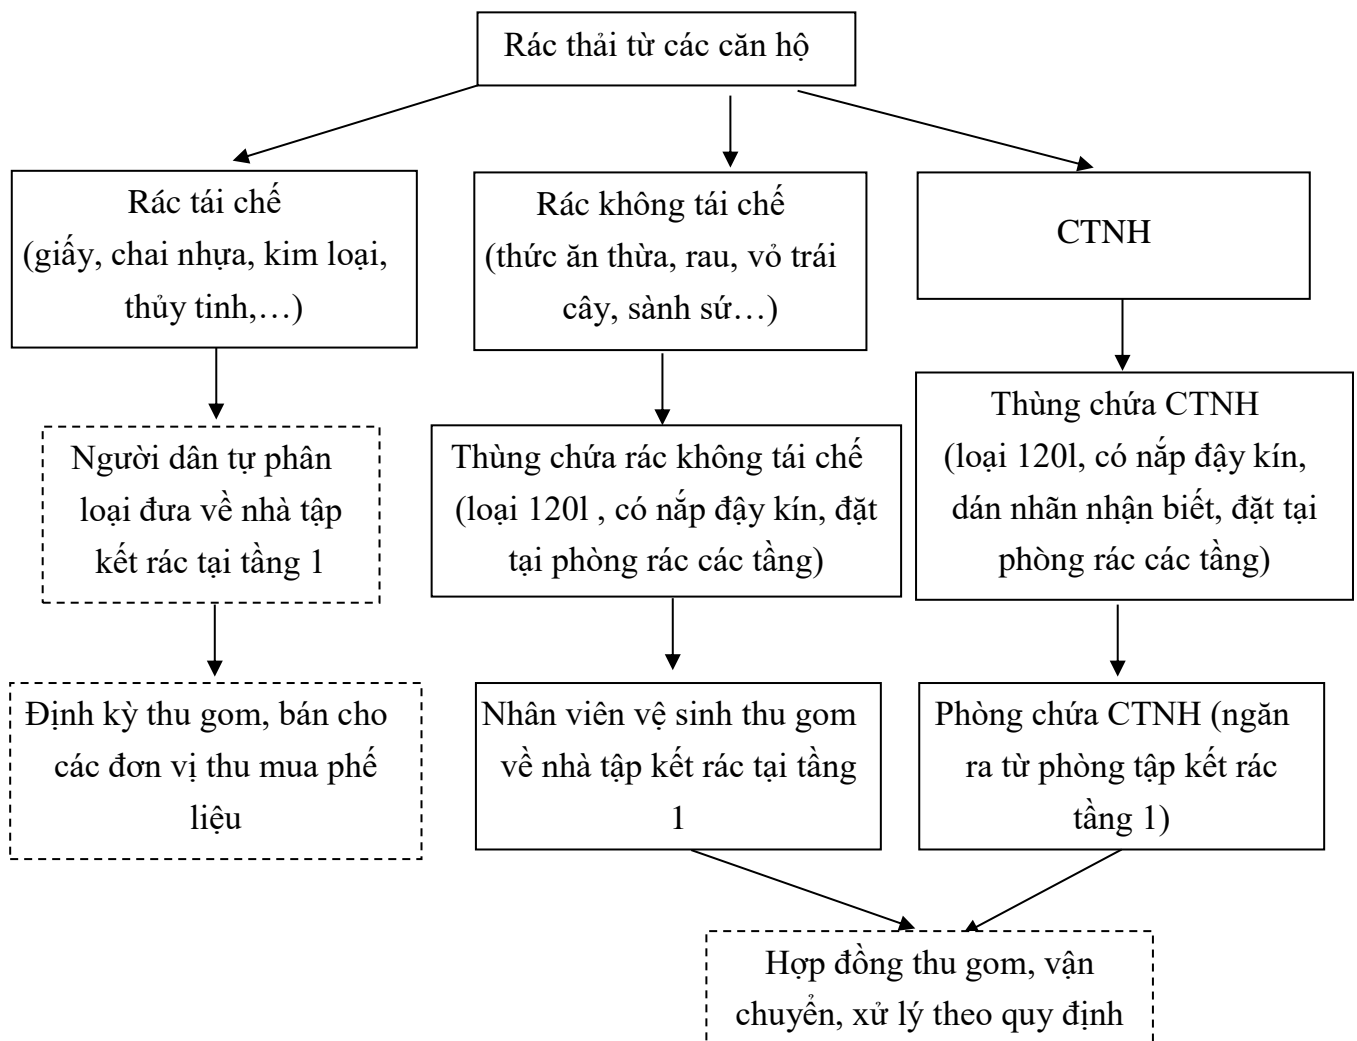 Rác thải từ các căn hộ
Rác tái chế
(giấy, chai nhựa, kim loại,
thủy tinh,…)
Rác không tái chế
(thức ăn thừa, rau, vỏ trái
cây, sành sứ…)
CTNH
Người dân tự phân
loại đưa về nhà tập
kết rác tại tầng 1
Thùng chứa rác không tái chế
(loại 120l , có nắp đậy kín, đặt
tại phòng rác các tầng)
Thùng chứa CTNH
(loại 120l, có nắp đậy kín,
dán nhãn nhận biết, đặt tại
phòng rác các tầng)
Định kỳ thu gom, bán cho
các đơn vị thu mua phế
liệu
Nhân viên vệ sinh thu gom
về nhà tập kết rác tại tầng
1
Phòng chứa CTNH (ngăn
ra từ phòng tập kết rác
tầng 1)
Hợp đồng thu gom, vận
chuyển, xử lý theo quy định